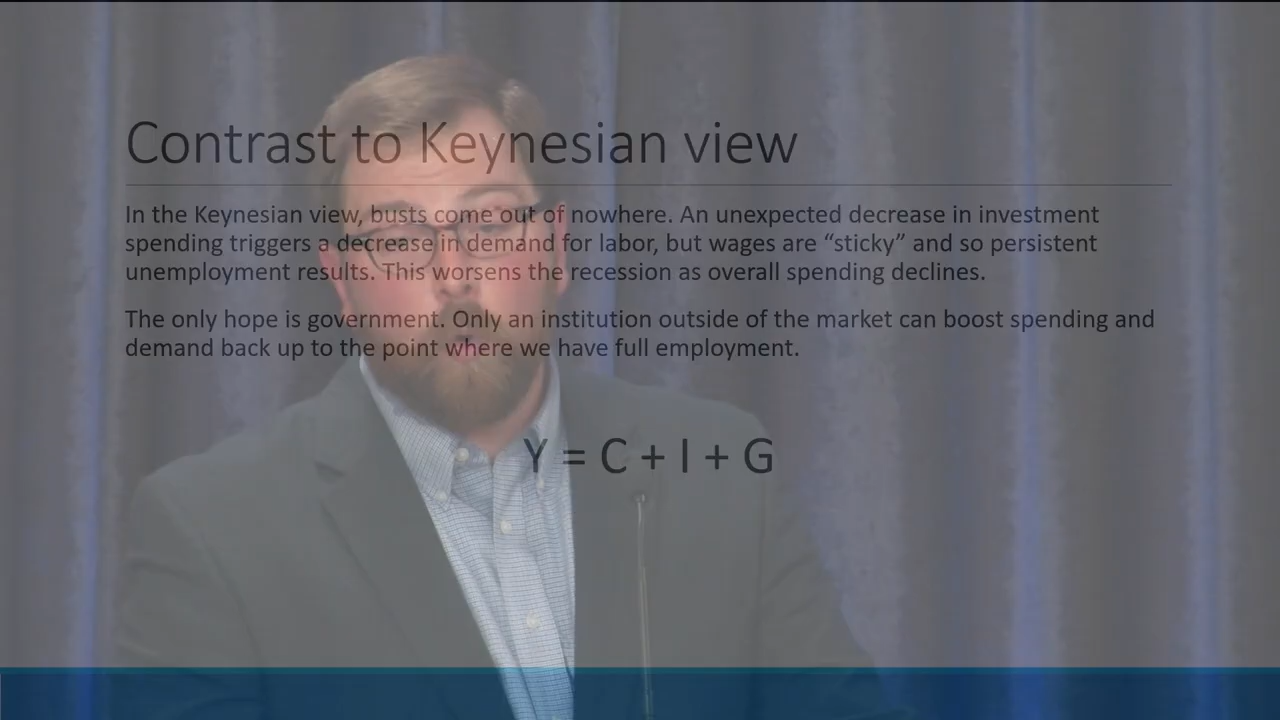 Contrast to Keynesian view
In the Keynesian view, busts come out of nowhere. An unexpected decrease in investment
spending triggers a decrease in demand for labor, but wages are “sticky” and so persistent
unemployment results. This worsens the recession as overall spending declines.
The only hope is government. Only an institution outside of the market can boost spending and
demand back up to the point where we have full employment.
Y = C + I + G